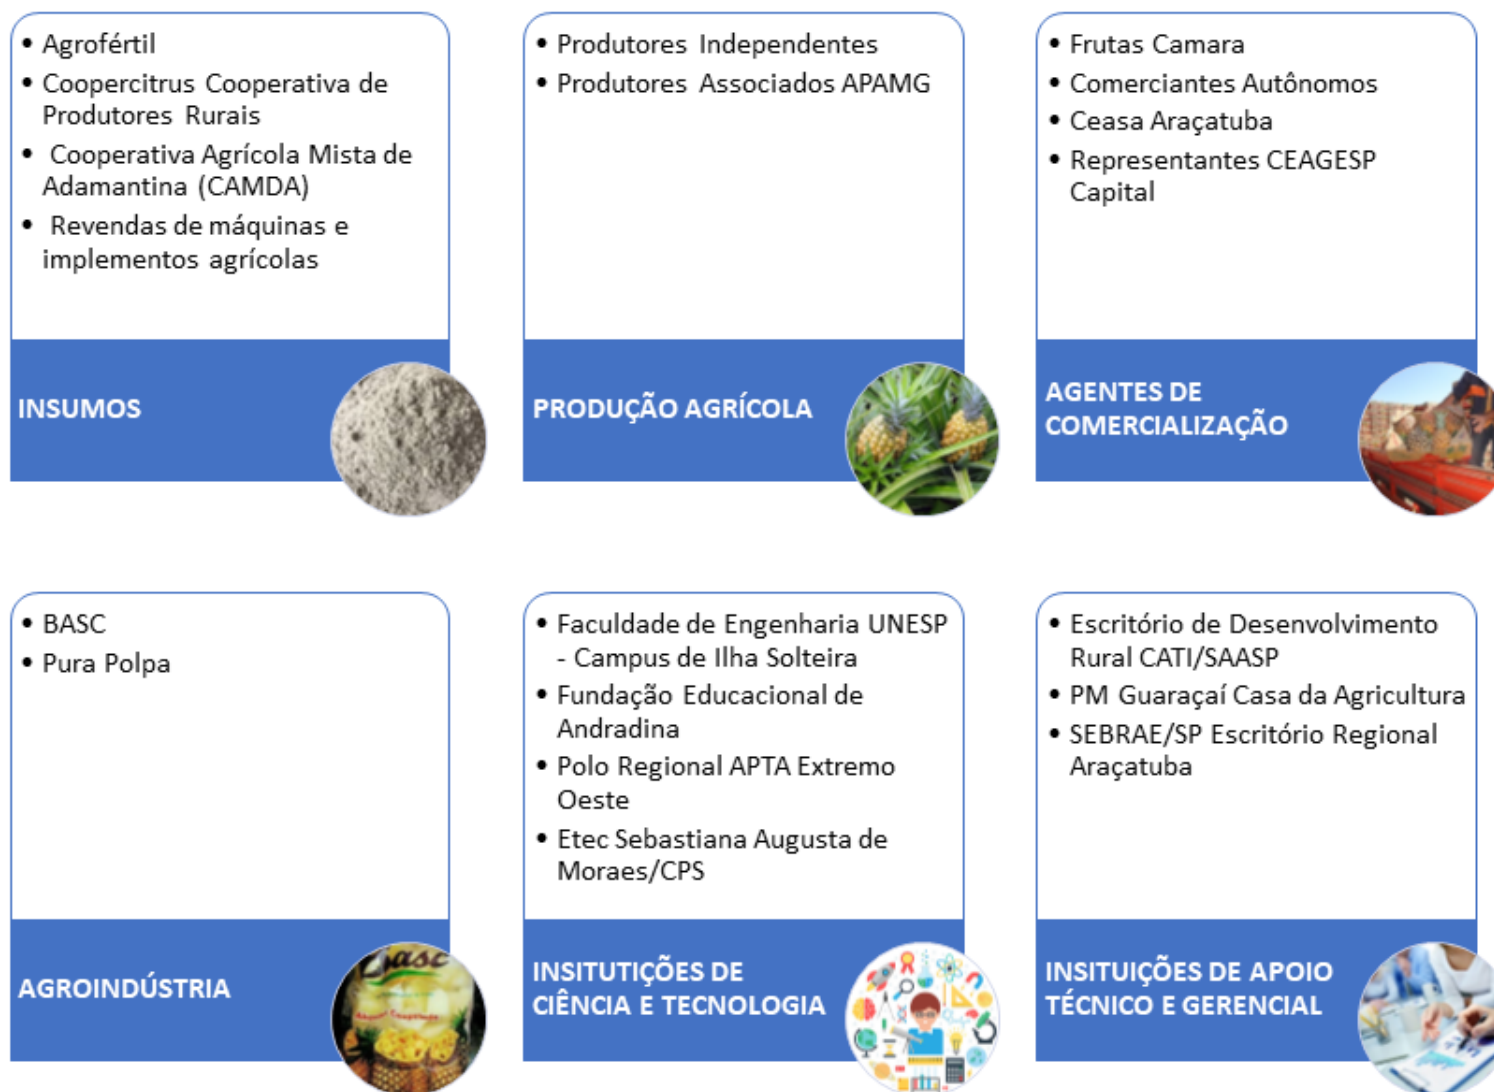 • Agrofértil
• Coopercitrus Cooperativa de
Produtores Rurais
• Cooperativa Agrícola Mista de
Adamantina (CAMDA)
• Revendas de máquinas e
implementos agrícolas
INSUMOS
• Produtores Independentes
• Produtores Associados APAMG
PRODUÇÃO AGRÍCOLA
• Frutas Camara
• Comerciantes Autônomos
• Ceasa Araçatuba
• Representantes CEAGESP
Capital
AGENTES DE
COMERCIALIZAÇÃO
• BASC
• Pura Polpa
AGROINDÚSTRIA
Basc
• Faculdade de Engenharia UNESP
- Campus de Ilha Solteira
• Fundação Educacional de
Andradina
• Polo Regional APTA Extremo
Oeste
• Etec Sebastiana Augusta de
Moraes/CPS
INSITUTIÇÕES DE
CIÊNCIA E TECNOLOGIA
• Escritório de Desenvolvimento
Rural CATI/SAASP
• PM Guaraçaí Casa da Agricultura
• SEBRAE/SP Escritório Regional
Araçatuba
INSITUIÇÕES DE APOIO
TÉCNICO E GERENCIAL